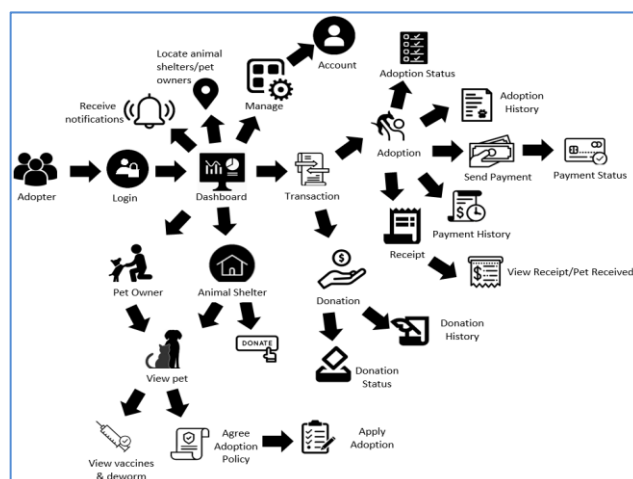 Locate animal
shelters/pet
owners
Account
Adoption Status
Adoption
History
Receive
notifications
Manage
Adopter
Login
Dashboard
Transaction
Adoption
Send Payment
Payment Status
Payment History
Receipt
View Receipt/Pet Received
Pet Owner
Animal Shelter
Donation
DONATE
Donation
History
Donation
Status
View pet
View vaccines
& deworm
Agree
Adoption
Policy
Apply
Adoption